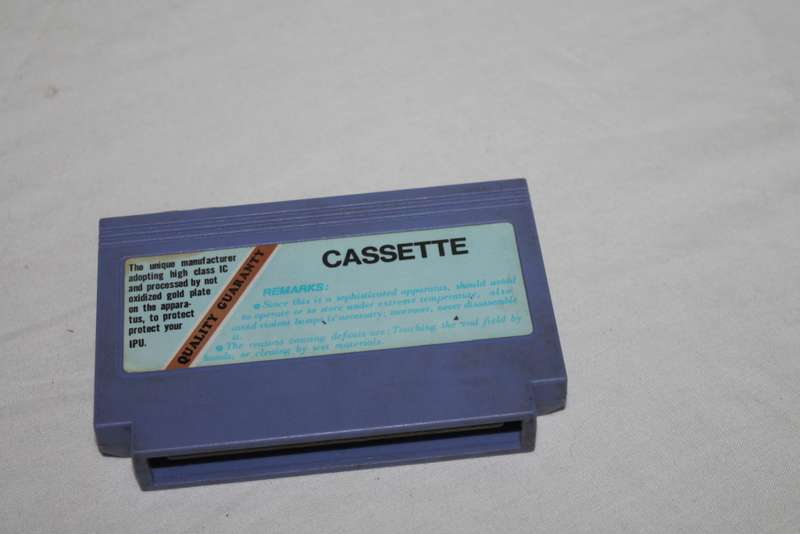 The unique manufacturer
adopting high class IC
and processed by not
oxidized gold plate
on the appara-
tus, to protect
protect your
IPU.
QUALITY GUARANTY
CASSETTE
REMARKS:
● Since this is a sophisticated apparatus, should avoid
to operate or to store under extreme temperature, also
avoid violent bumps is necessary; moreover, never disassemble
it.
● The reasons causing defects are: Touching the end field by
hands, or cleaing by wet materials.